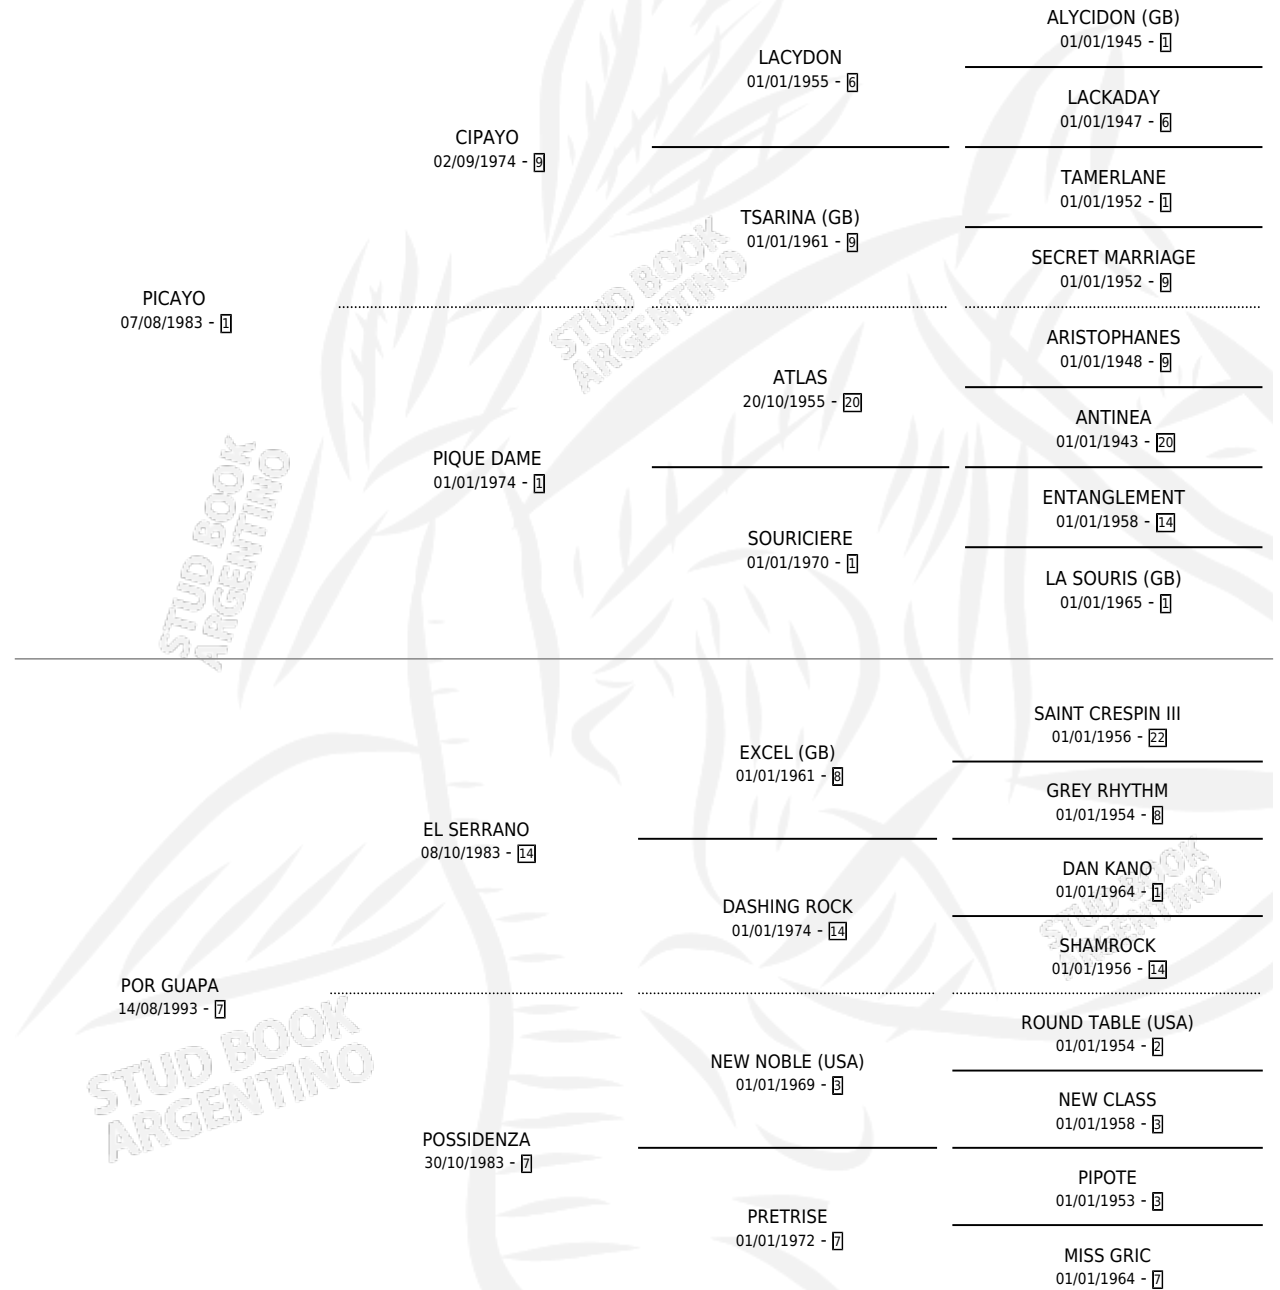 ALYCIDON (GB)
01/01/1945 - 1
LACYDON
01/01/1955 - 6
LACKADAY
01/01/1947 - 6
CIPAYO
02/09/1974 - 9
TAMERLANE
01/01/1952 - 1
TSARINA (GB)
01/01/1961 - 9
SECRET MARRIAGE
01/01/1952 - 9
PICAYO
07/08/1983 - 1
ARISTOPHANES
01/01/1948 - 9
ATLAS
20/10/1955 - 20
ANTINEA
01/01/1943 - 20
PIQUE DAME
01/01/1974 - 1
ENTANGLEMENT
01/01/1958 - 14
SOURICIERE
01/01/1970 - 1
LA SOURIS (GB)
01/01/1965 - 1
STUD BOOK
ARGENTINO
STUD BOOK
ARGENTINO
SAINT CRESPIN III
01/01/1956 - 22
EXCEL (GB)
01/01/1961 - 8
GREY RHYTHM
01/01/1954 - 8
EL SERRANO
08/10/1983 - 14
DAN KANO
01/01/1964 - 1
DASHING ROCK
01/01/1974 - 14
SHAMROCK
01/01/1956 - 14
STUD BOOK
ARGENTINO
POR GUAPA
14/08/1993 - 7
ROUND TABLE (USA)
01/01/1954 - 2
NEW NOBLE (USA)
01/01/1969 - 3
NEW CLASS
01/01/1958 - 3
POSSIDENZA
30/10/1983 - 7
PIPOTE
01/01/1953 - 3
PRETRISE
01/01/1972 - 7
MISS GRIC
01/01/1964 - 7
STUD BOOK
ARGENTINO